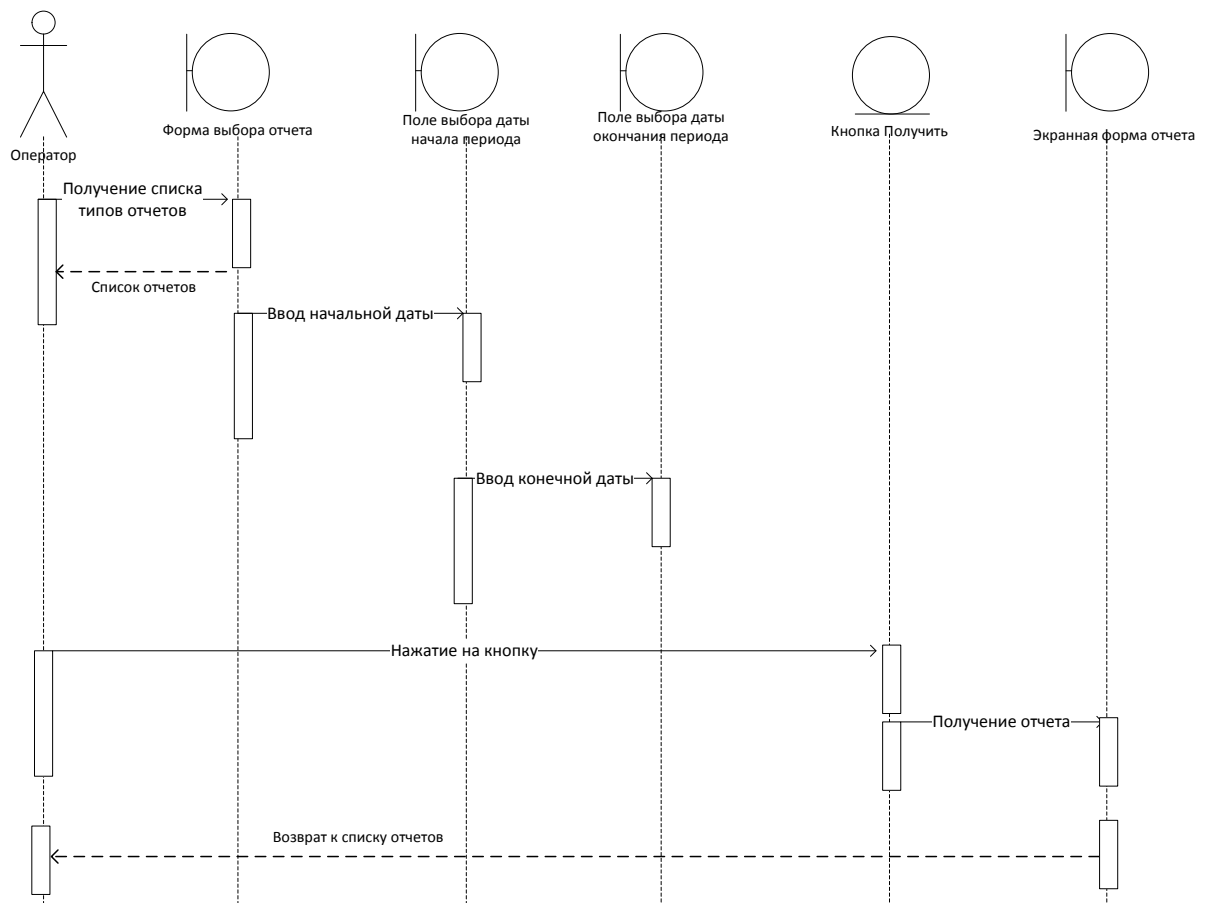 Оператор
Форма выбора отчета
Поле выбора даты
начала периода
Поле выбора даты
окончания периода
Кнопка Получить
Экранная форма отчета
Получение списка
типов отчетов
Список отчетов
Ввод начальной даты
Ввод конечной даты
Нажатие на кнопку
Получение отчета
Возврат к списку отчетов